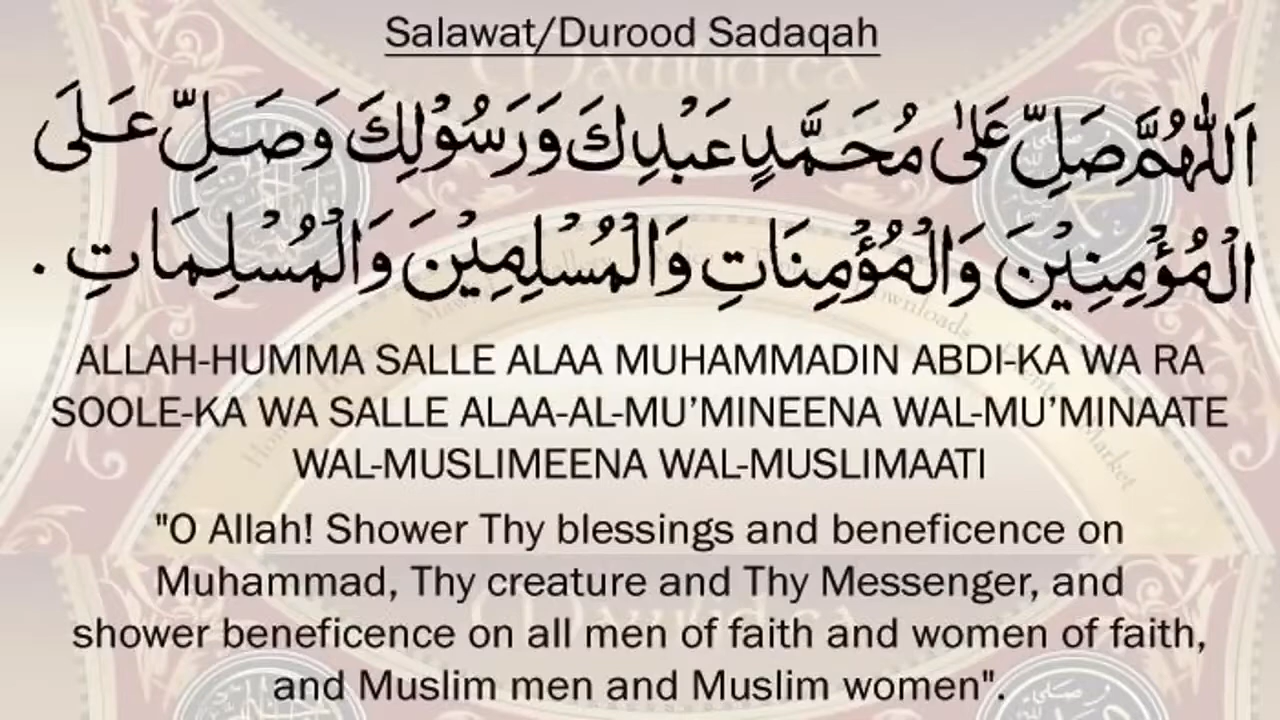 Salawat/Durood Sadaqah
اَللّٰهُمَّ صَلِّ عَلٰی مُحَمَّدٍ عَبْدِكَ وَرَسُوْلِكَ وَصَلِّ عَلَى
الْمُؤْمِنِيْنَ وَالْمُؤْمِنَاتِ وَالْمُسْلِمِيْنَ وَالْمُسْلِمَاتِ .
ALLAH-HUMMA SALLE ALAA MUHAMMADIN ABDI-KA WA RA
SOOLE-KA WA SALLE ALAA-AL-MU’MINEENA WAL-MU’MINAATE
WAL-MUSLIMEENA WAL-MUSLIMAATI
"O Allah! Shower Thy blessings and beneficence on
Muhammad, Thy creature and Thy Messenger, and
shower beneficence on all men of faith and women of faith,
and Muslim men and Muslim women".